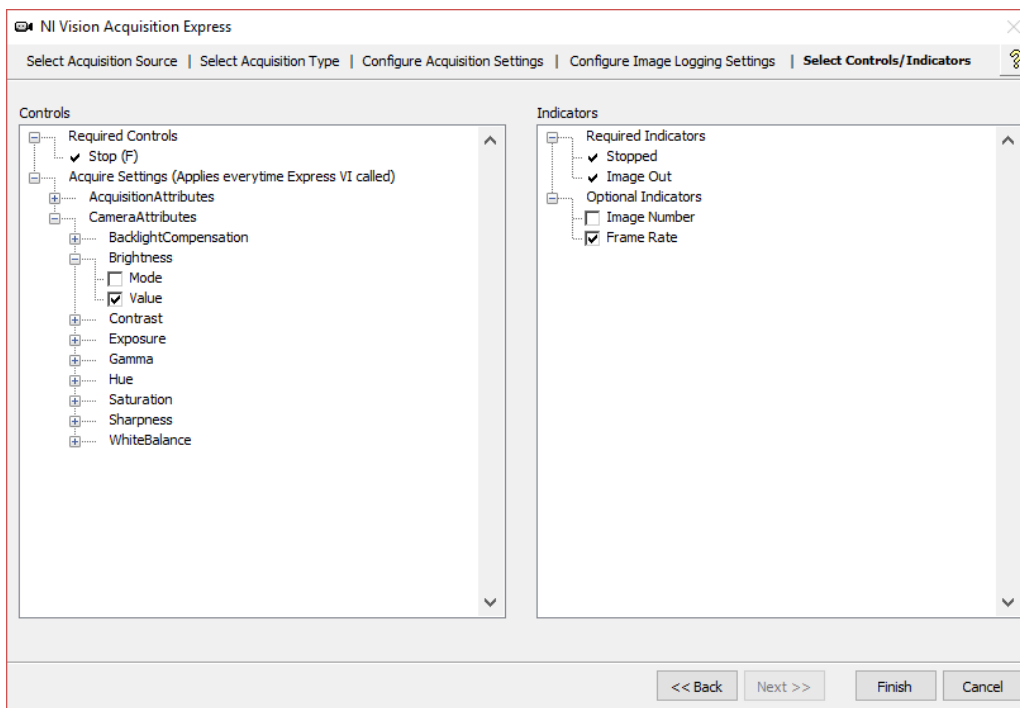 NI Vision Acquisition Express
Select Acquisition Source | Select Acquisition Type | Configure Acquisition Settings | Configure Image Logging Settings | Select Controls/Indicators
Controls
Required Controls
Stop (F)
Acquire Settings (Applies everytime Express VI called)
AcquisitionAttributes
CameraAttributes
BacklightCompensation
Brightness
Mode
Value
Contrast
Exposure
Gamma
Hue
Saturation
Sharpness
WhiteBalance
Indicators
Required Indicators
Stopped
Image Out
Optional Indicators
Image Number
Frame Rate
<< Back Next >> Finish Cancel